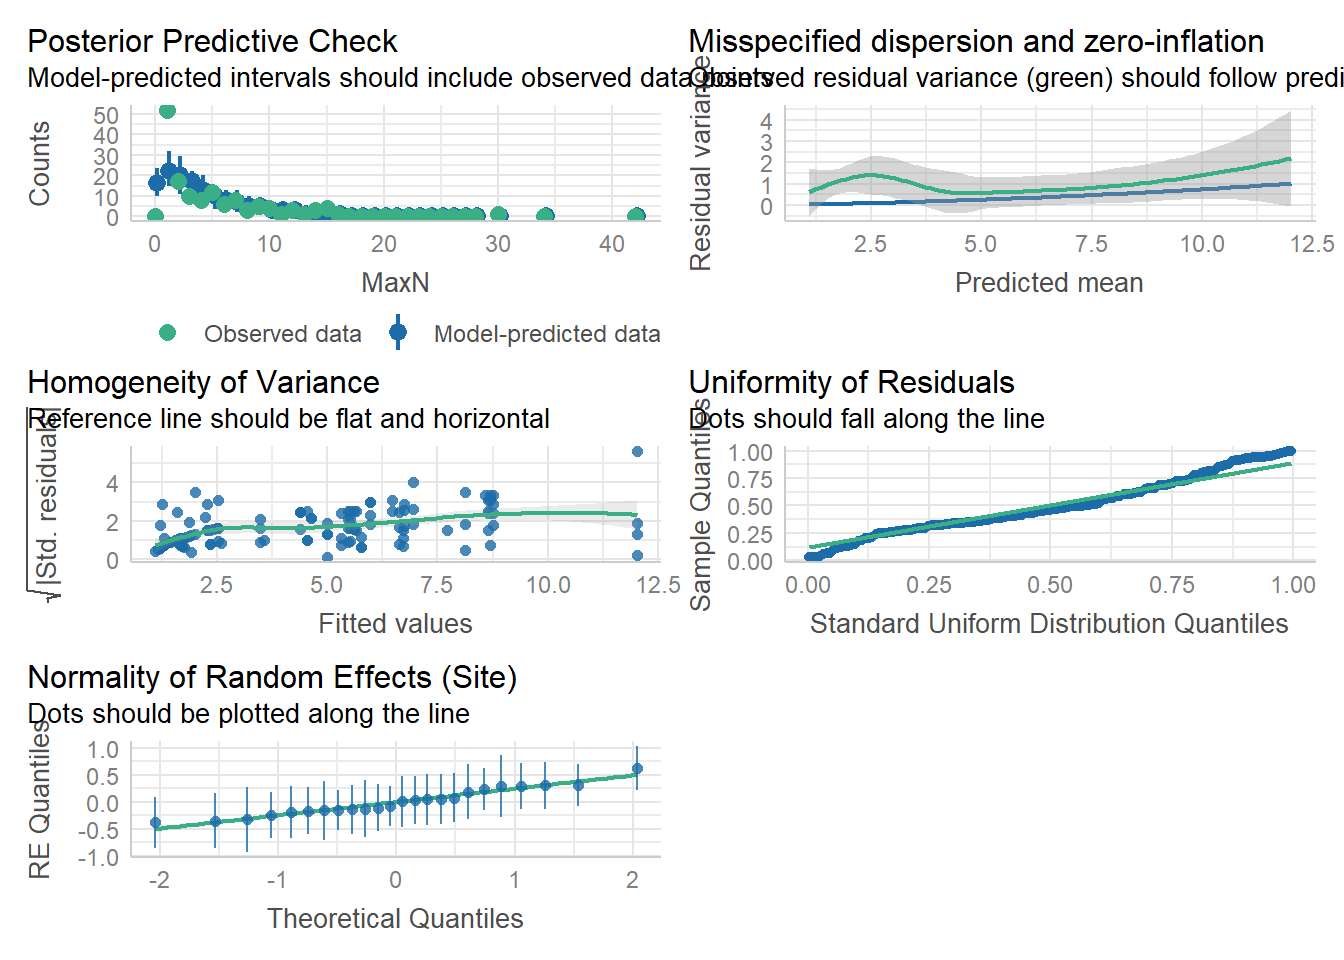 Posterior Predictive Check
Model-predicted intervals should include observed data points
Counts
50
40
30
20
10
0
0
10
20
30
40
MaxN
Observed data
Model-predicted data
Misspecified dispersion and zero-inflation
Observed residual variance (green) should follow predi
Residual variance
4
3
2
1
0
2.5
5.0
7.5
10.0
12.5
Predicted mean
Homogeneity of Variance
Reference line should be flat and horizontal
√|Std. residuals|
4
2
0
2.5
5.0
7.5
10.0
12.5
Fitted values
Uniformity of Residuals
Dots should fall along the line
Sample Quantiles
1.00
0.75
0.50
0.25
0.00
0.00
0.25
0.50
0.75
1.00
Standard Uniform Distribution Quantiles
Normality of Random Effects (Site)
Dots should be plotted along the line
RE Quantiles
1.0
0.5
0.0
-0.5
-1.0
-2
-1
0
1
2
Theoretical Quantiles